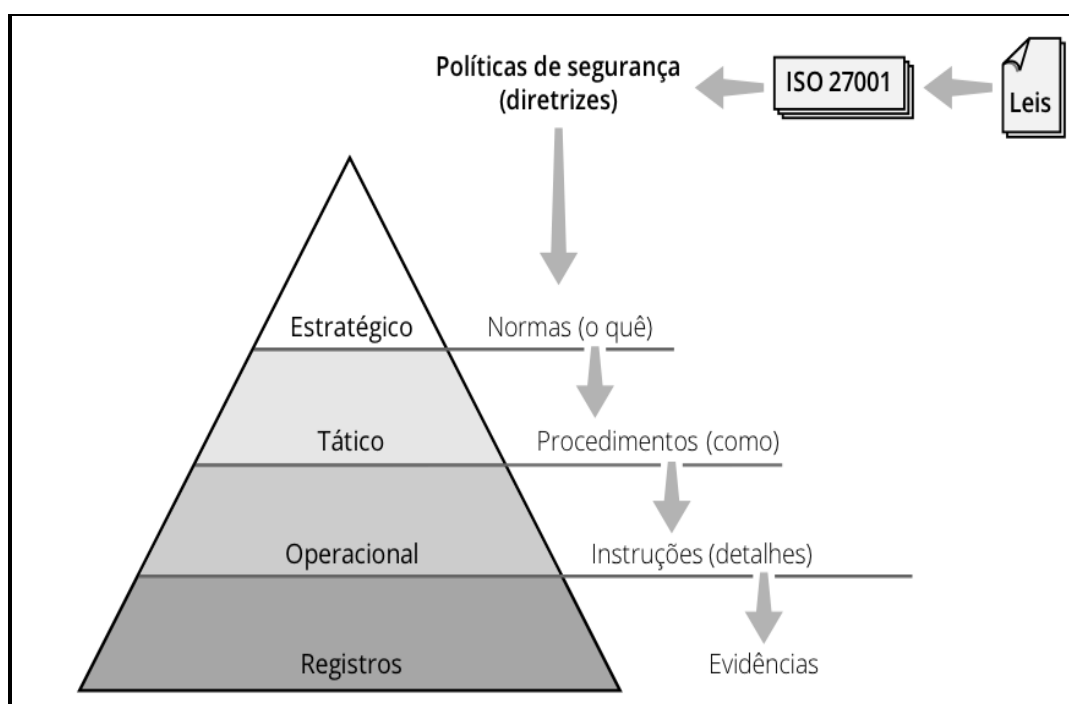 Políticas de segurança
(diretrizes)
ISO 27001
Leis
Estratégico
Normas (o quê)
Tático
Procedimentos (como)
Operacional
Instruções (detalhes)
Registros
Evidências